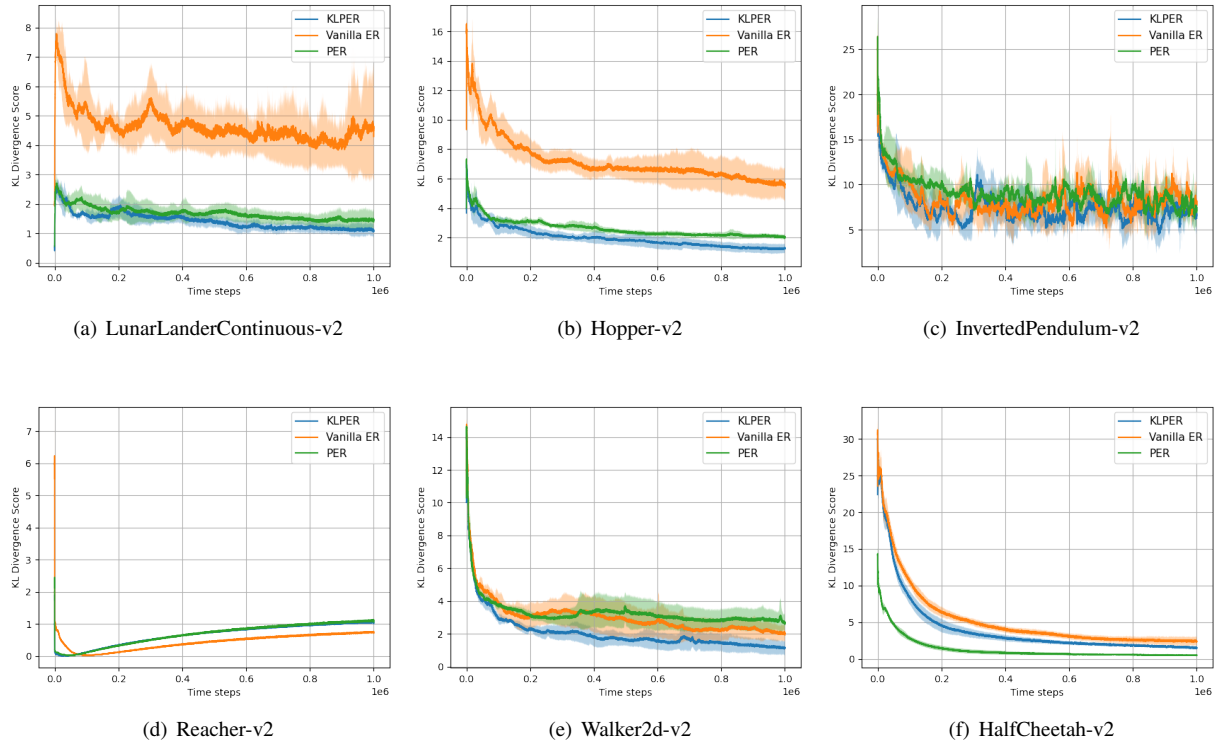 KLPER
Vanilla ER
PER
8
7
6
5
4
3
2
1
0
KL Divergence Score
0.0 0.2 0.4 0.6 0.8 1.0
Time steps
1e6
(a) LunarLanderContinuous-v2
KLPER
Vanilla ER
PER
16
14
12
10
8
6
4
2
KL Divergence Score
0.0 0.2 0.4 0.6 0.8 1.0
Time steps
1e6
(b) Hopper-v2
KLPER
Vanilla ER
PER
25
20
15
10
5
KL Divergence Score
0.0 0.2 0.4 0.6 0.8 1.0
Time steps
1e6
(c) InvertedPendulum-v2
KLPER
Vanilla ER
PER
7
6
5
4
3
2
1
0
KL Divergence Score
0.0 0.2 0.4 0.6 0.8 1.0
Time steps
1e6
(d) Reacher-v2
KLPER
Vanilla ER
PER
14
12
10
8
6
4
2
0
KL Divergence Score
0.0 0.2 0.4 0.6 0.8 1.0
Time steps
1e6
(e) Walker2d-v2
KLPER
Vanilla ER
PER
30
25
20
15
10
5
0
KL Divergence Score
0.0 0.2 0.4 0.6 0.8 1.0
Time steps
1e6
(f) HalfCheetah-v2